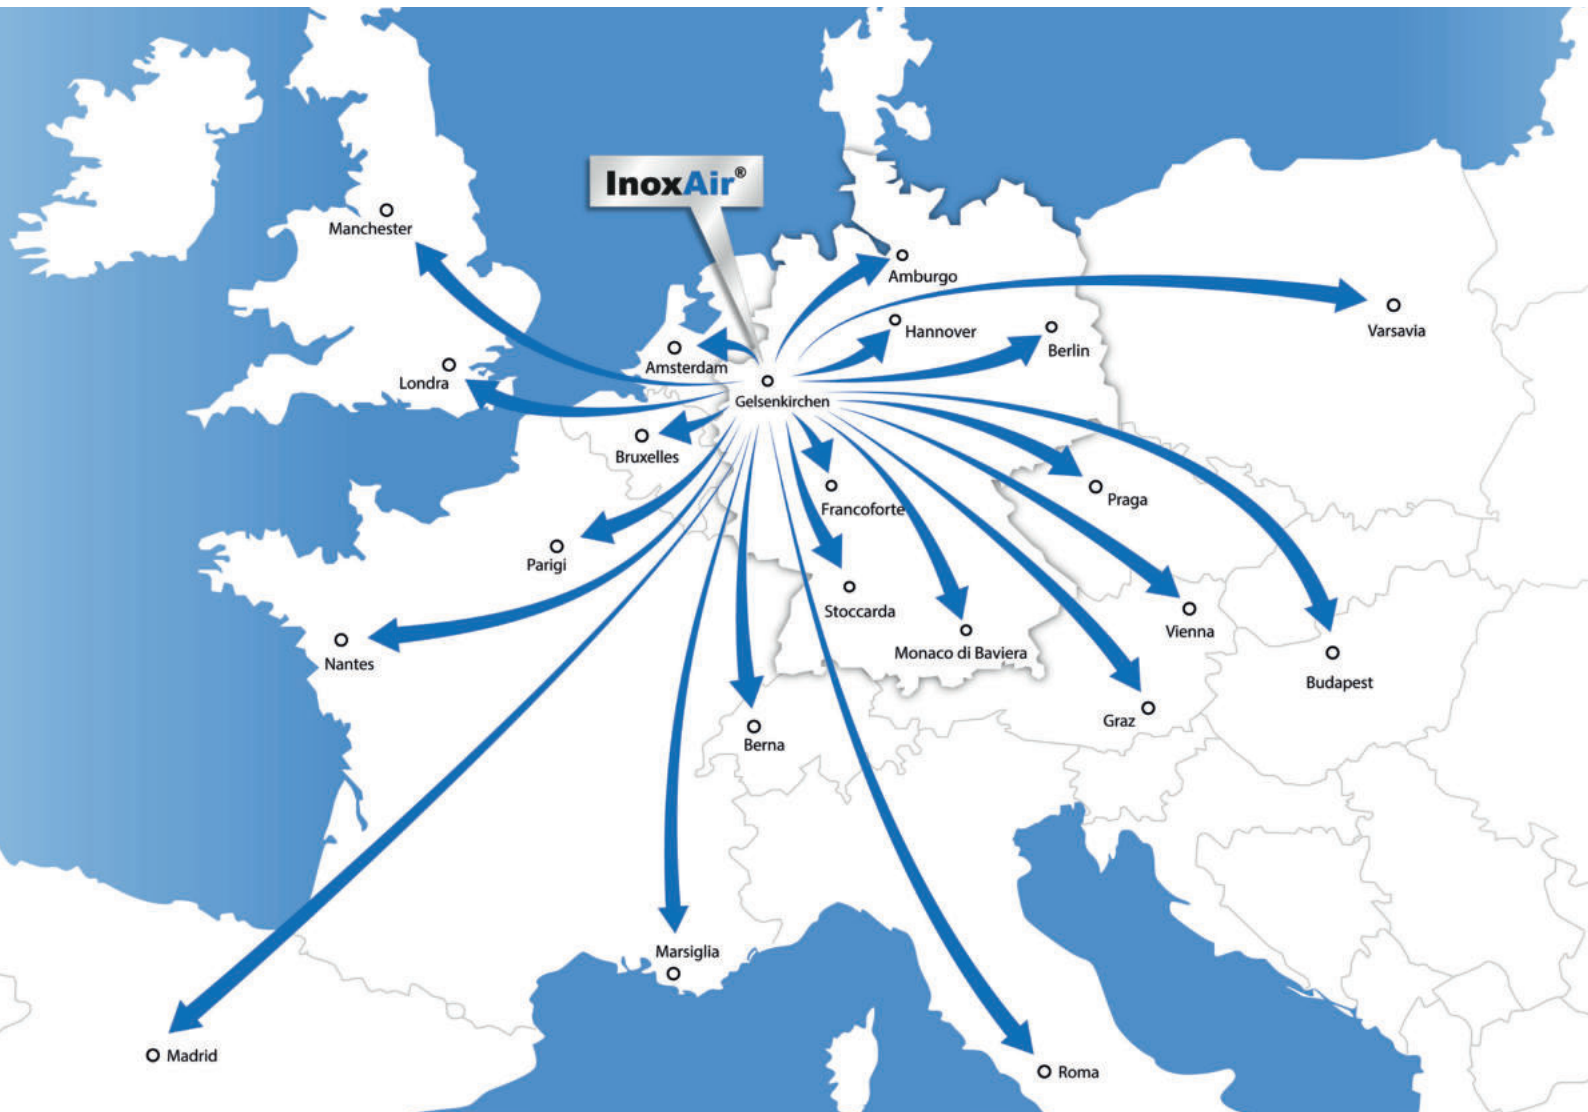 InoxAir®
Manchester
Amburgo
Varsavia
Hannover
Berlin
Amsterdam
Londra
Gelsenkirchen
Bruxelles
Praga
Francoforte
Parigi
Stoccarda
Vienna
Monaco di Baviera
Nantes
Budapest
Graz
Berna
Marsiglia
Madrid
Roma